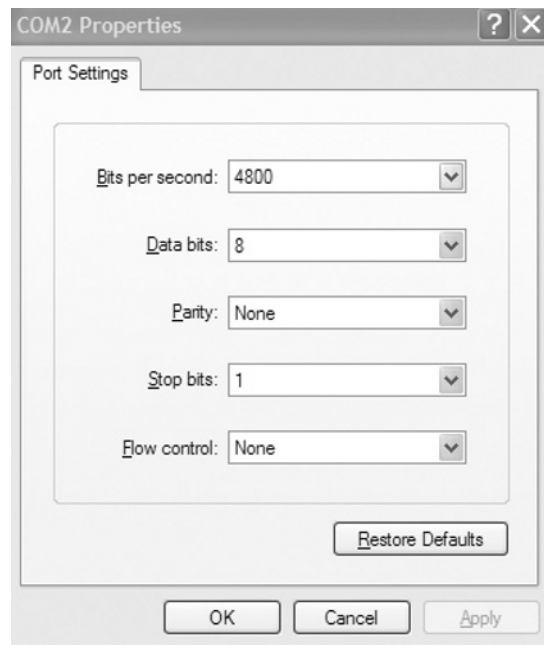 COM2 Properties
Port Settings
Bits per second: 4800
Data bits: 8
Parity: None
Stop bits: 1
Flow control: None
Restore Defaults
OK Cancel Apply